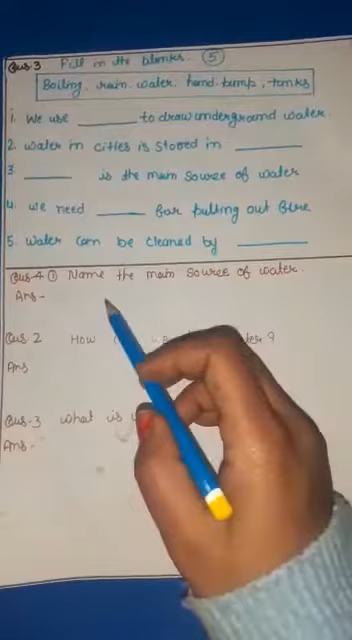 Qus.3 Fill in the blanks. 5
Boiling, rain, water, hand-bump, tanks
1. We use ______ to draw underground water.
2. Water in cities is stored in ______
3. ______ is the main source of water
4. we need ______ for putting out fire
5. Water can be cleaned by ______
Qus-4 1 Name the main source of water.
Ans-
Qus 2 How ?
Ans
Qus-3 what is
Ans-